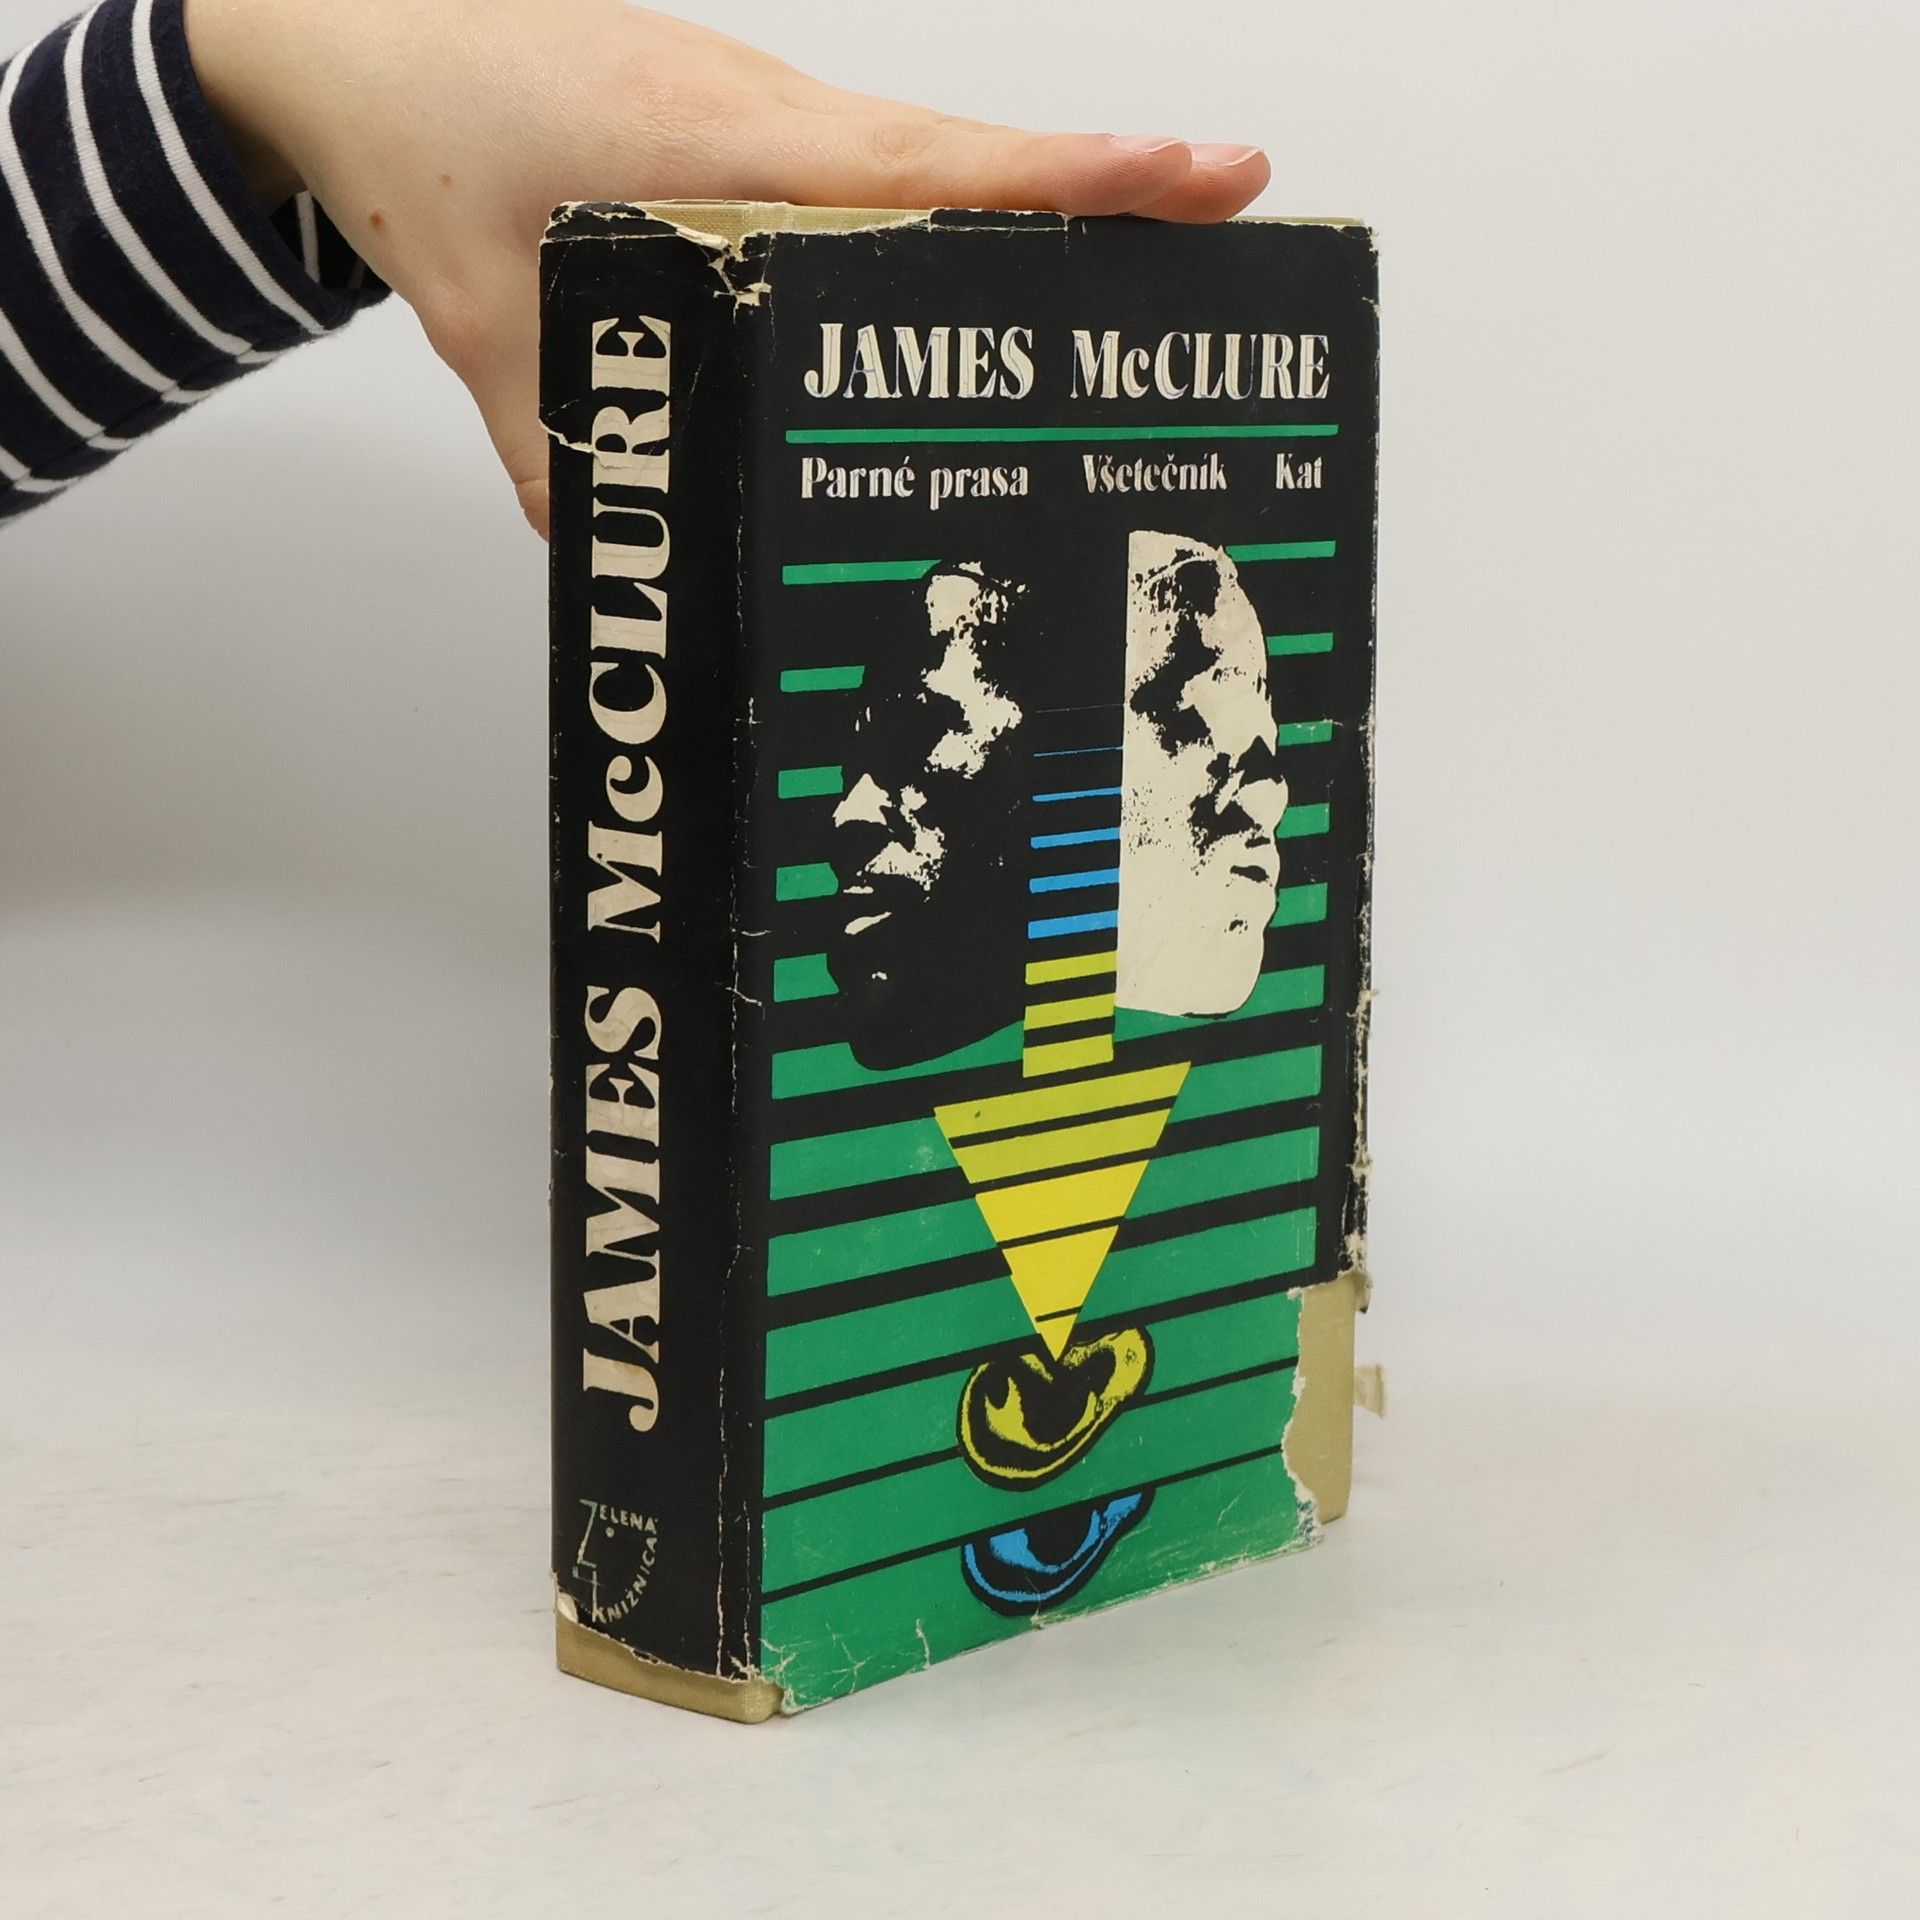 JAMES McCLURE
JAMES McCLURE
Parné prasa Všetečník Kat
ZELENÁ
KNIŽNICA